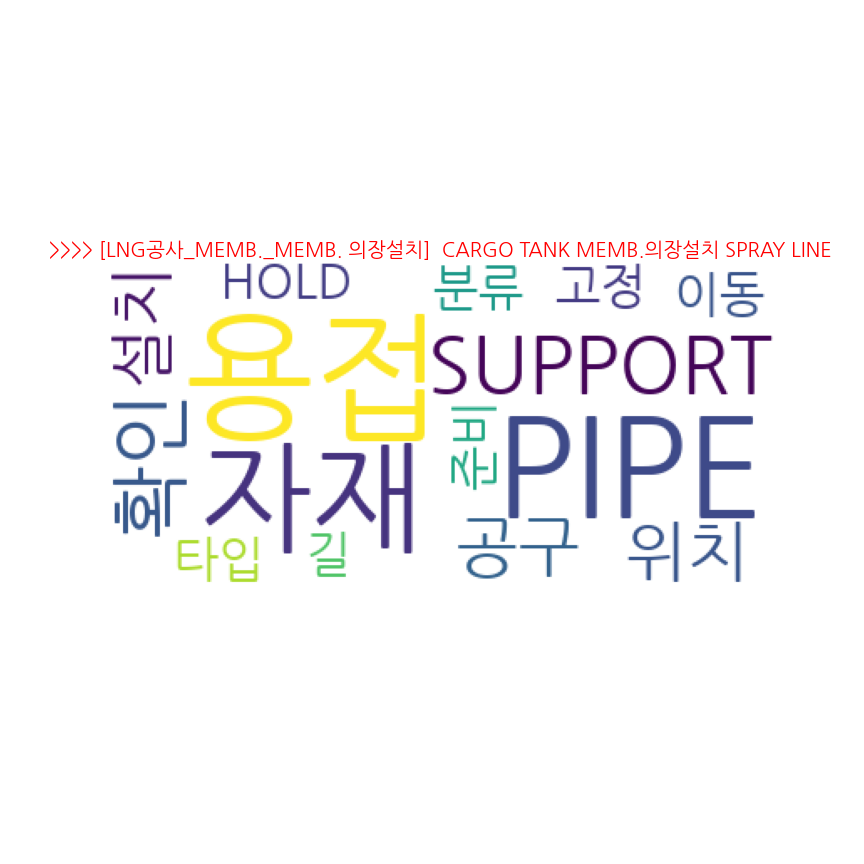 >>>> [LNG공사_MEMB._MEMB. 의장설치]  CARGO TANK MEMB.의장설치 SPRAY LINE
설치
HOLD
분류
고정
이동
용접
SUPPORT
확인
자재
준비
PIPE
타입
길
공구
위치